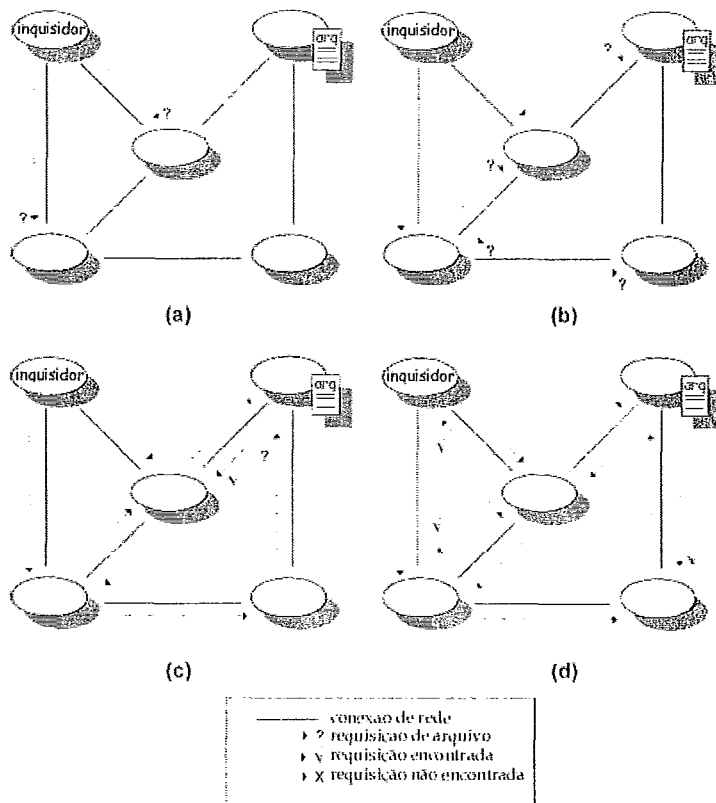 inquisidor
arq
?
?
(a)
inquisidor
arq
?
?
?
?
(b)
inquisidor
arq
?
v
(c)
inquisidor
arq
v
v
v
(d)
conexão de rede
? requisição de arquivo
v requisição encontrada
X requisição não encontrada